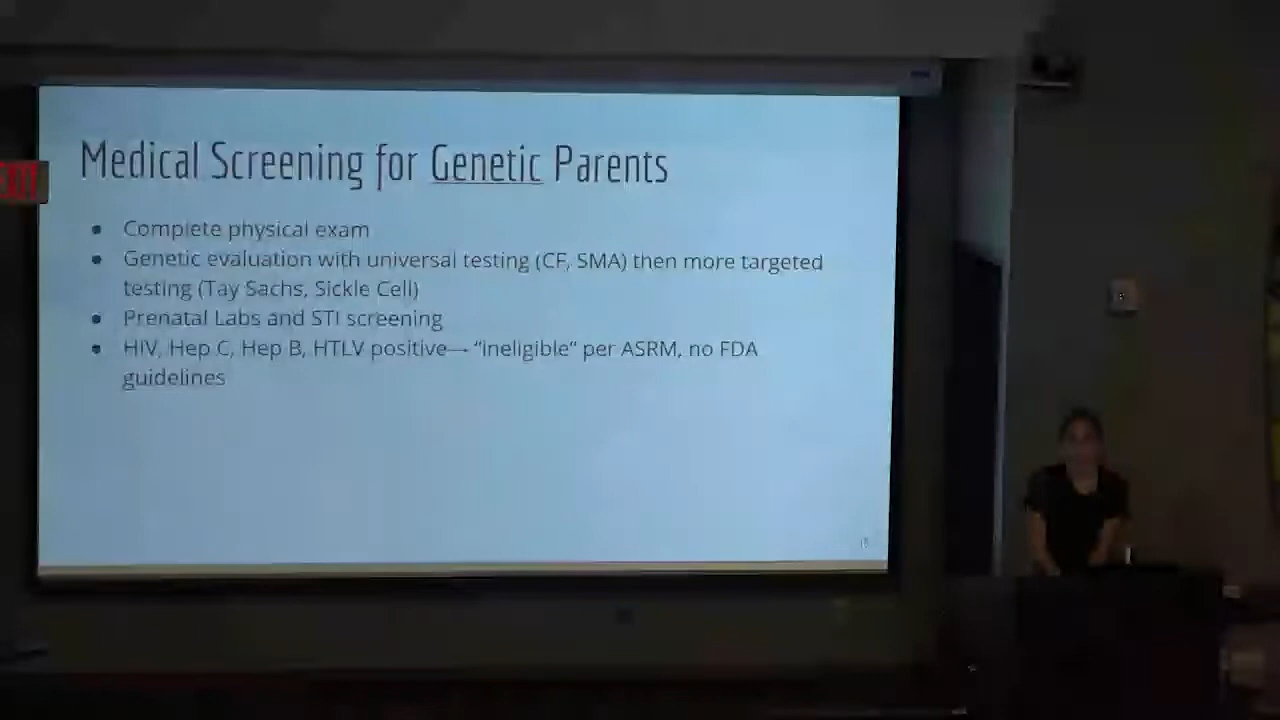 Medical Screening for Genetic Parents
EXIT
● Complete physical exam
● Genetic evaluation with universal testing (CF, SMA) then more targeted
testing (Tay Sachs, Sickle Cell)
● Prenatal Labs and STI screening
● HIV, Hep C, Hep B, HTLV positive— “ineligible“ per ASRM, no FDA
guidelines